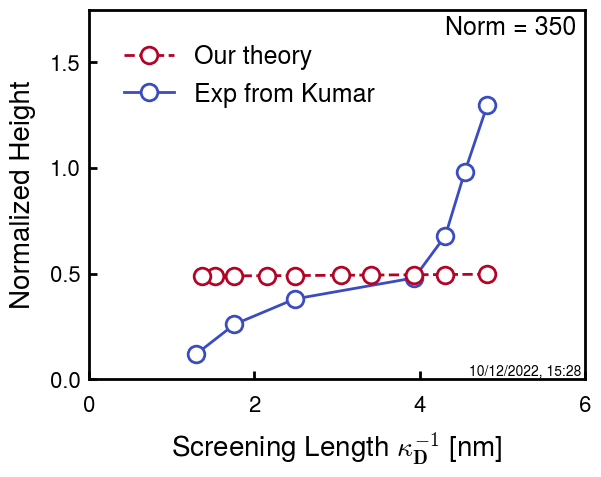 Norm = 350
Our theory
Exp from Kumar
Normalized Height
1.5
1.0
0.5
0.0
10/12/2022, 15:28
0 2 4 6
Screening Length κ_D^{-1} [nm]